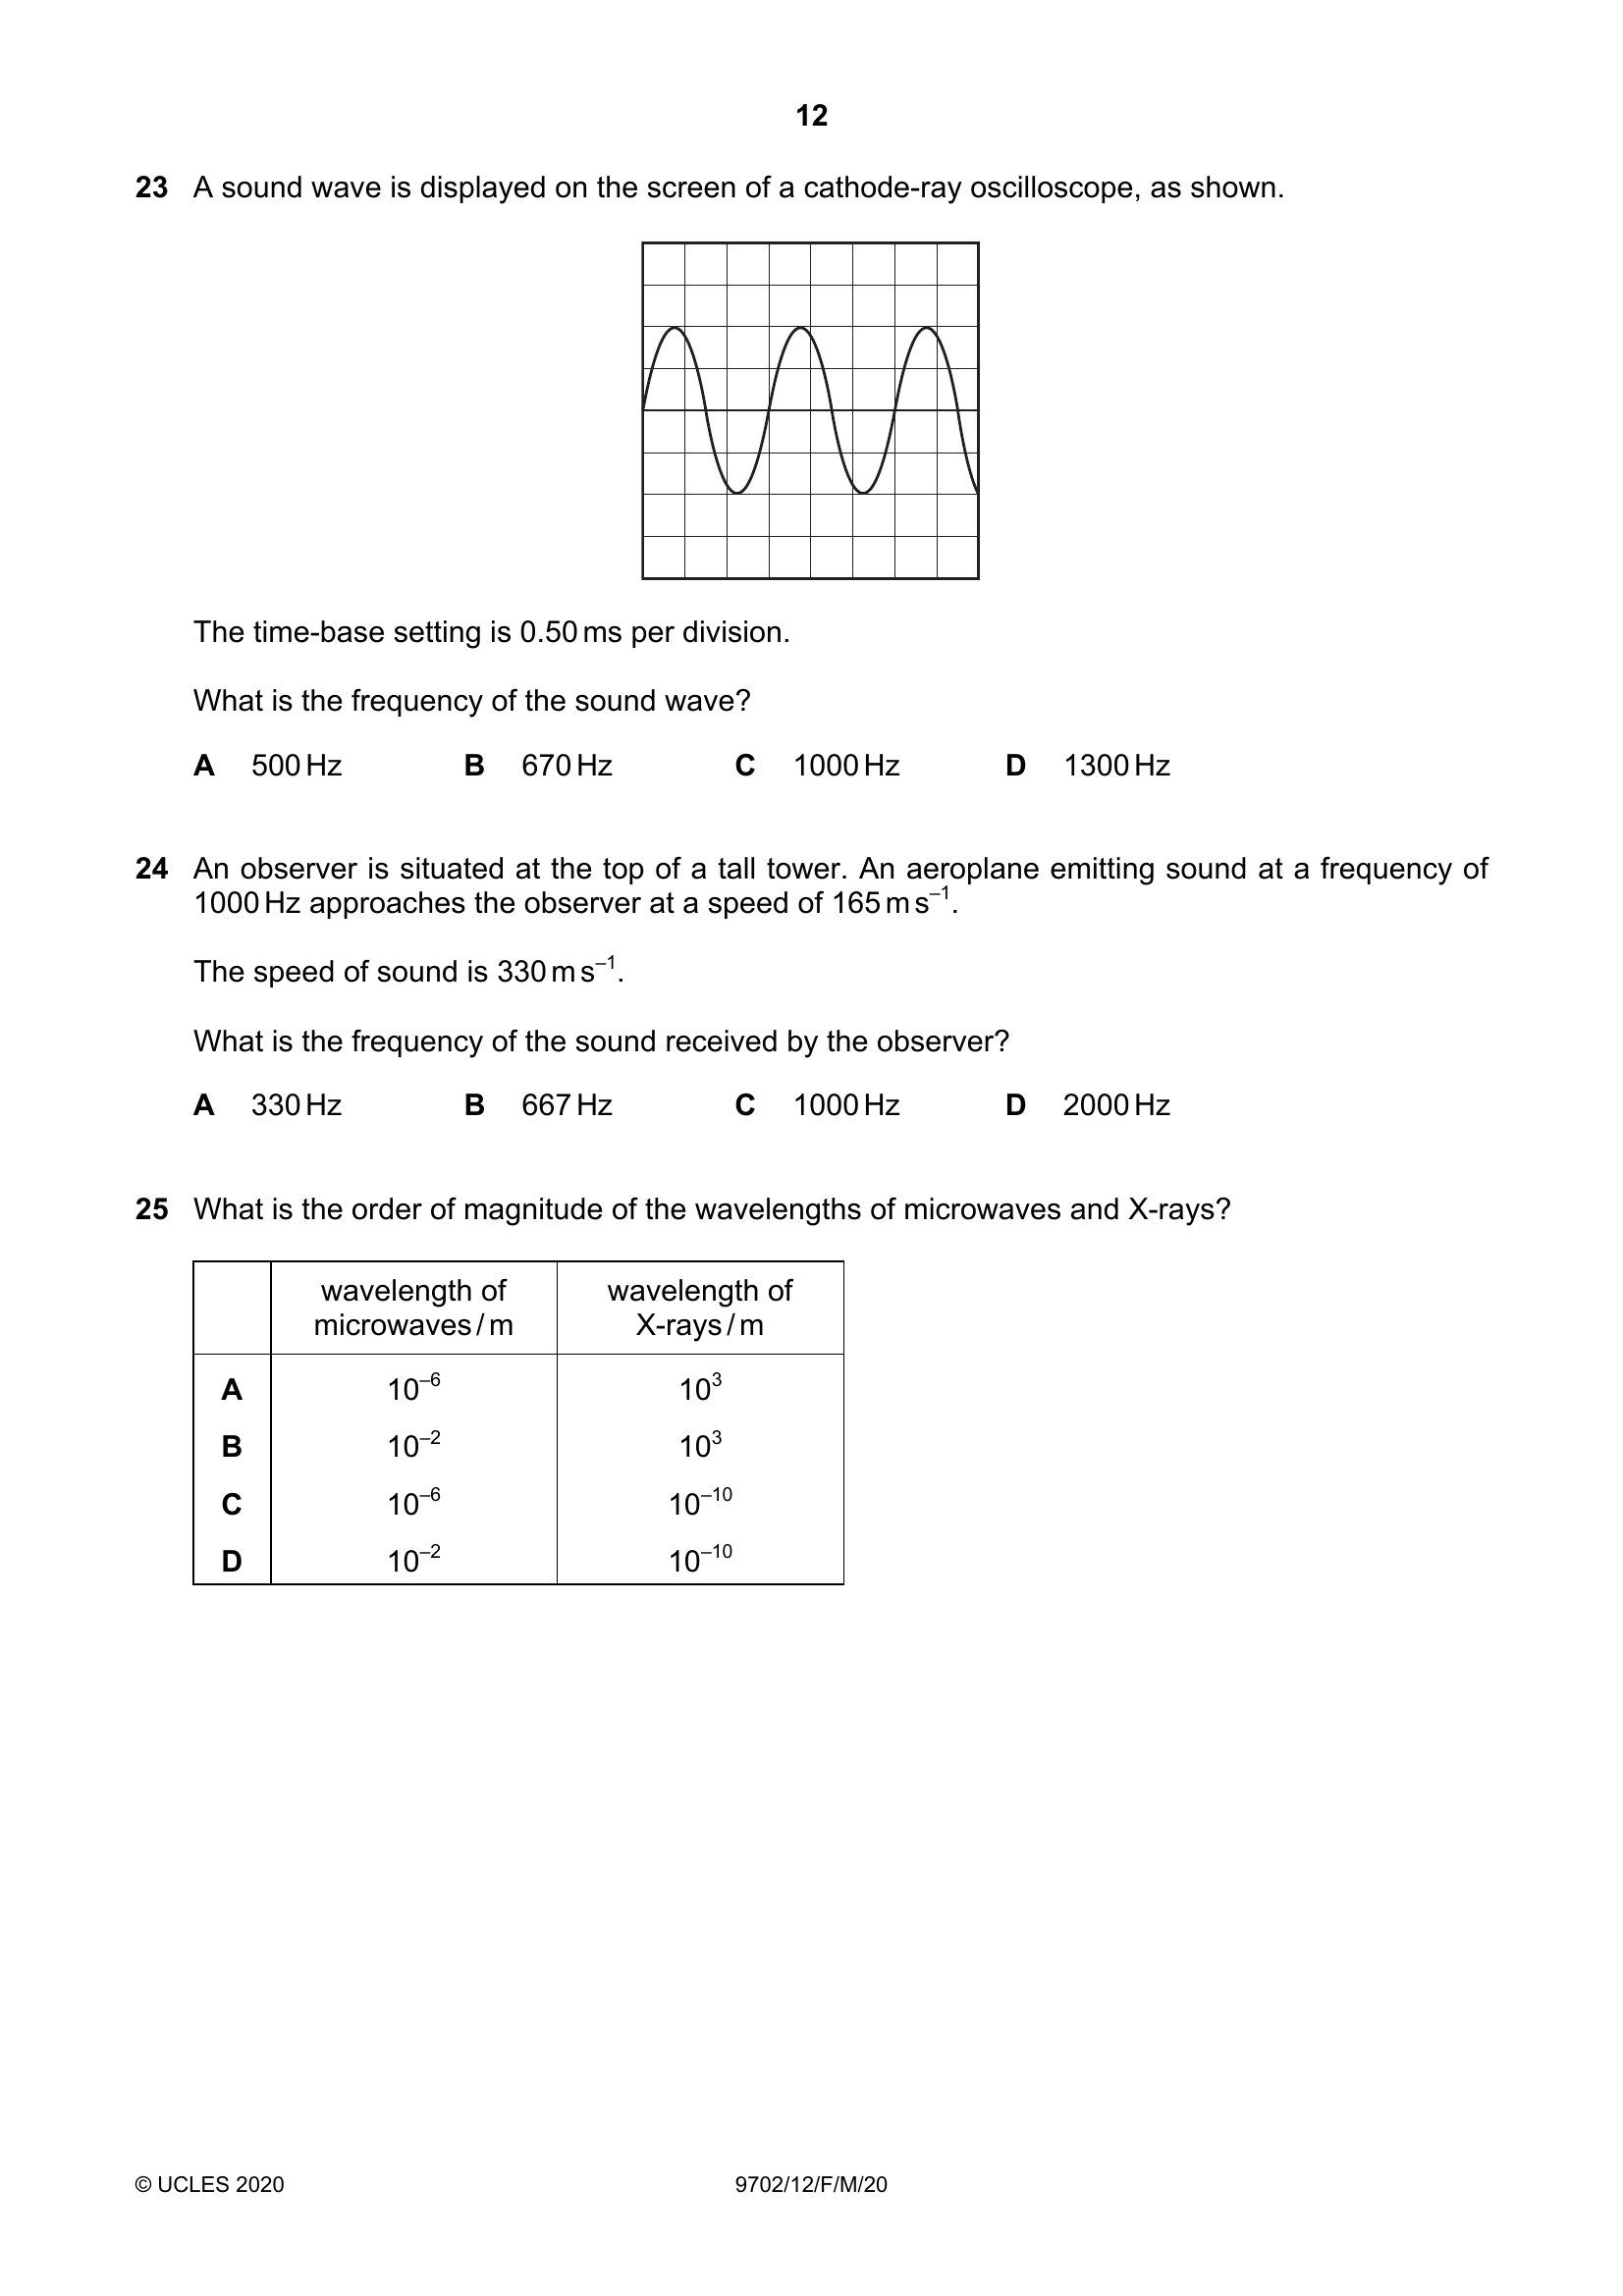 12
23 A sound wave is displayed on the screen of a cathode-ray oscilloscope, as shown.
The time-base setting is 0.50 ms per division.
What is the frequency of the sound wave?
A 500 Hz B 670 Hz C 1000 Hz D 1300 Hz
24 An observer is situated at the top of a tall tower. An aeroplane emitting sound at a frequency of
1000 Hz approaches the observer at a speed of 165 m s⁻¹.
The speed of sound is 330 m s⁻¹.
What is the frequency of the sound received by the observer?
A 330 Hz B 667 Hz C 1000 Hz D 2000 Hz
25 What is the order of magnitude of the wavelengths of microwaves and X-rays?
wavelength of wavelength of
microwaves / m X-rays / m
A 10⁻⁶ 10³
B 10⁻² 10³
C 10⁻⁶ 10⁻¹⁰
D 10⁻² 10⁻¹⁰
© UCLES 2020 9702/12/F/M/20